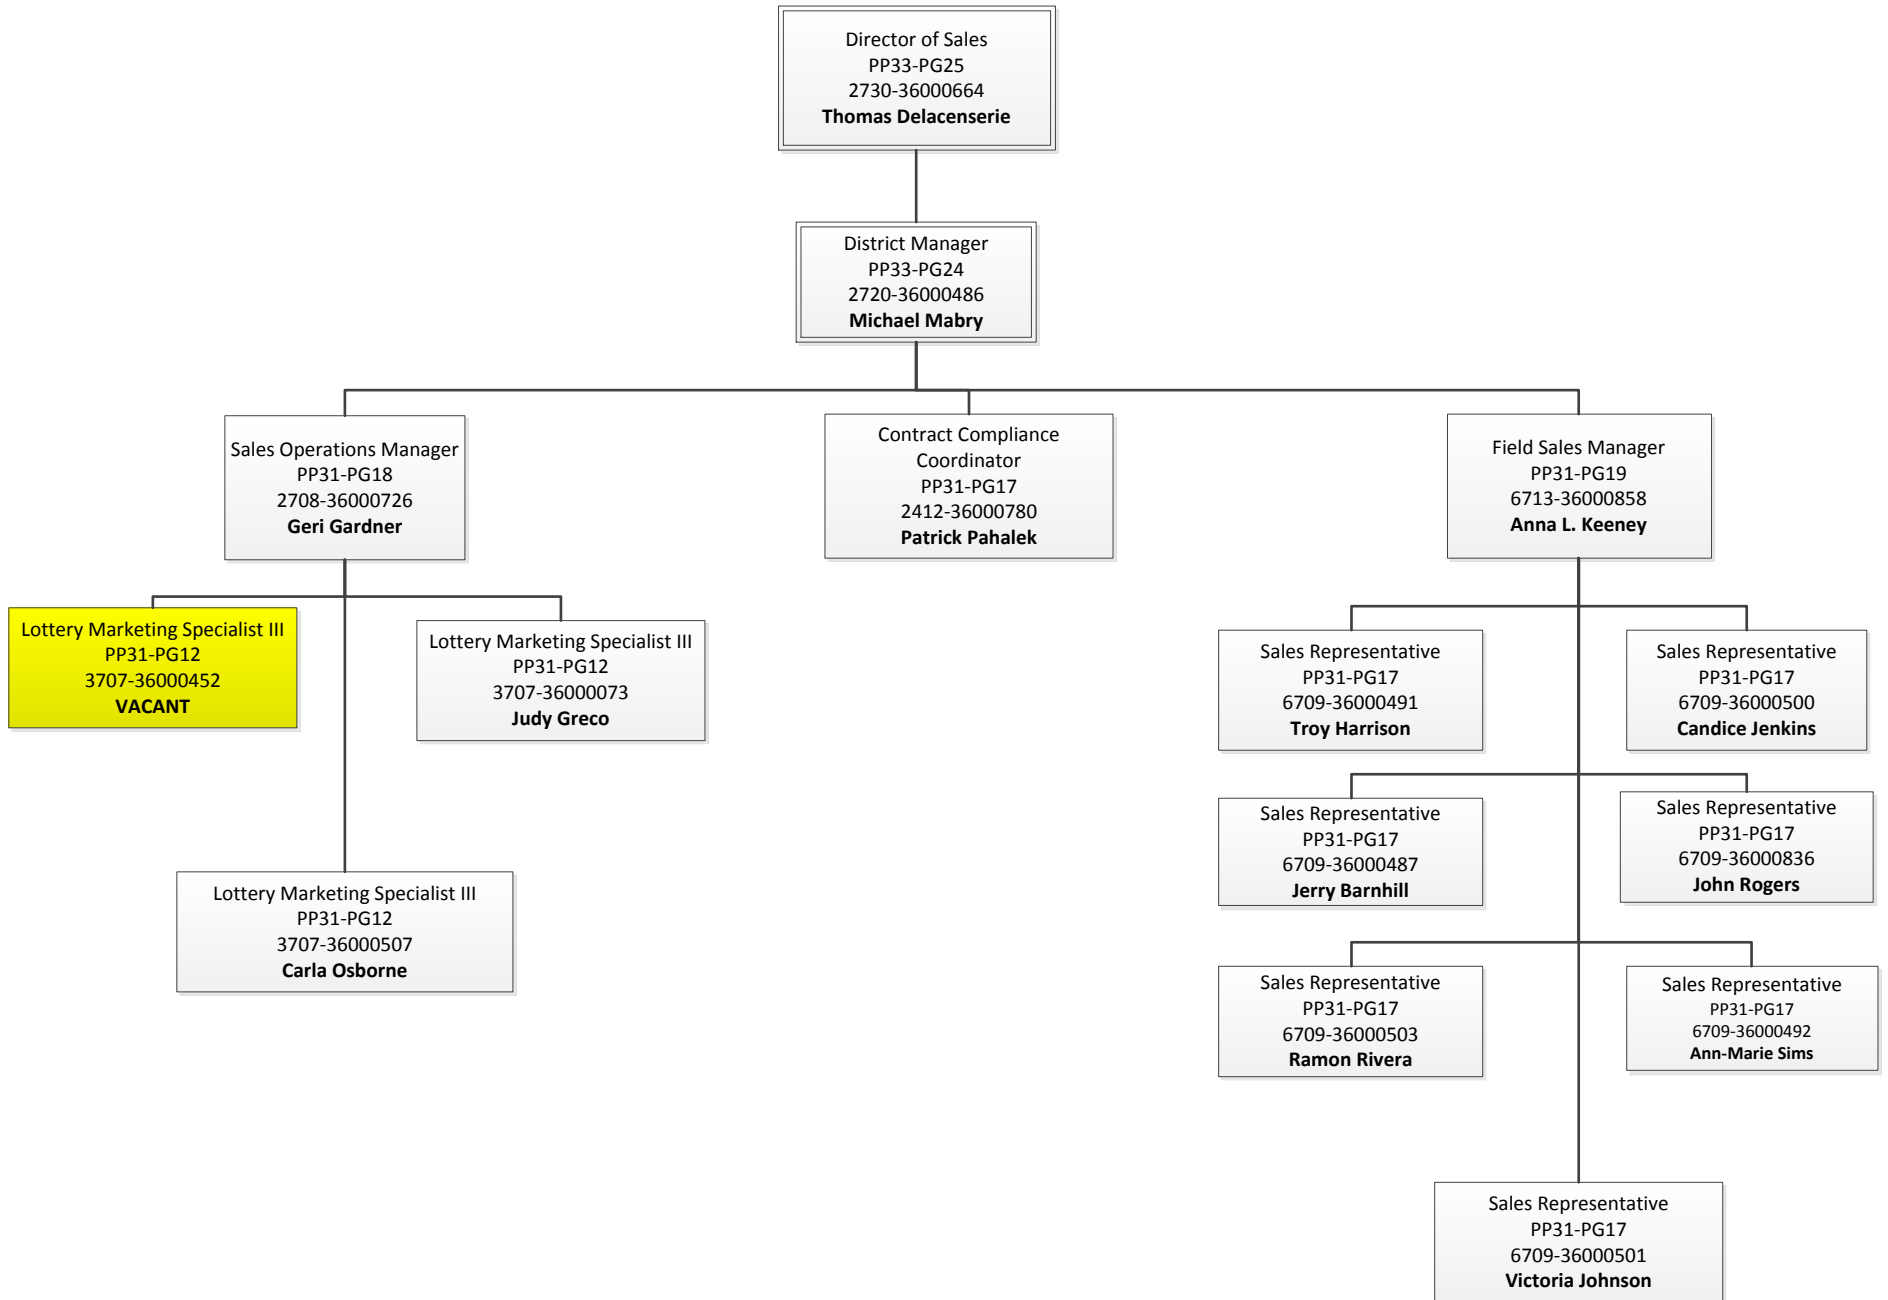 Director of Sales
PP33-PG25
2730-36000664
Thomas Delacenserie
District Manager
PP33-PG24
2720-36000486
Michael Mabry
Sales Operations Manager
PP31-PG18
2708-36000726
Geri Gardner
Contract Compliance
Coordinator
PP31-PG17
2412-36000780
Patrick Pahalek
Field Sales Manager
PP31-PG19
6713-36000858
Anna L. Keeney
Lottery Marketing Specialist III
PP31-PG12
3707-36000452
VACANT
Lottery Marketing Specialist III
PP31-PG12
3707-36000073
Judy Greco
Lottery Marketing Specialist III
PP31-PG12
3707-36000507
Carla Osborne
Sales Representative
PP31-PG17
6709-36000491
Troy Harrison
Sales Representative
PP31-PG17
6709-36000500
Candice Jenkins
Sales Representative
PP31-PG17
6709-36000487
Jerry Barnhill
Sales Representative
PP31-PG17
6709-36000836
John Rogers
Sales Representative
PP31-PG17
6709-36000503
Ramon Rivera
Sales Representative
PP31-PG17
6709-36000492
Ann-Marie Sims
Sales Representative
PP31-PG17
6709-36000501
Victoria Johnson